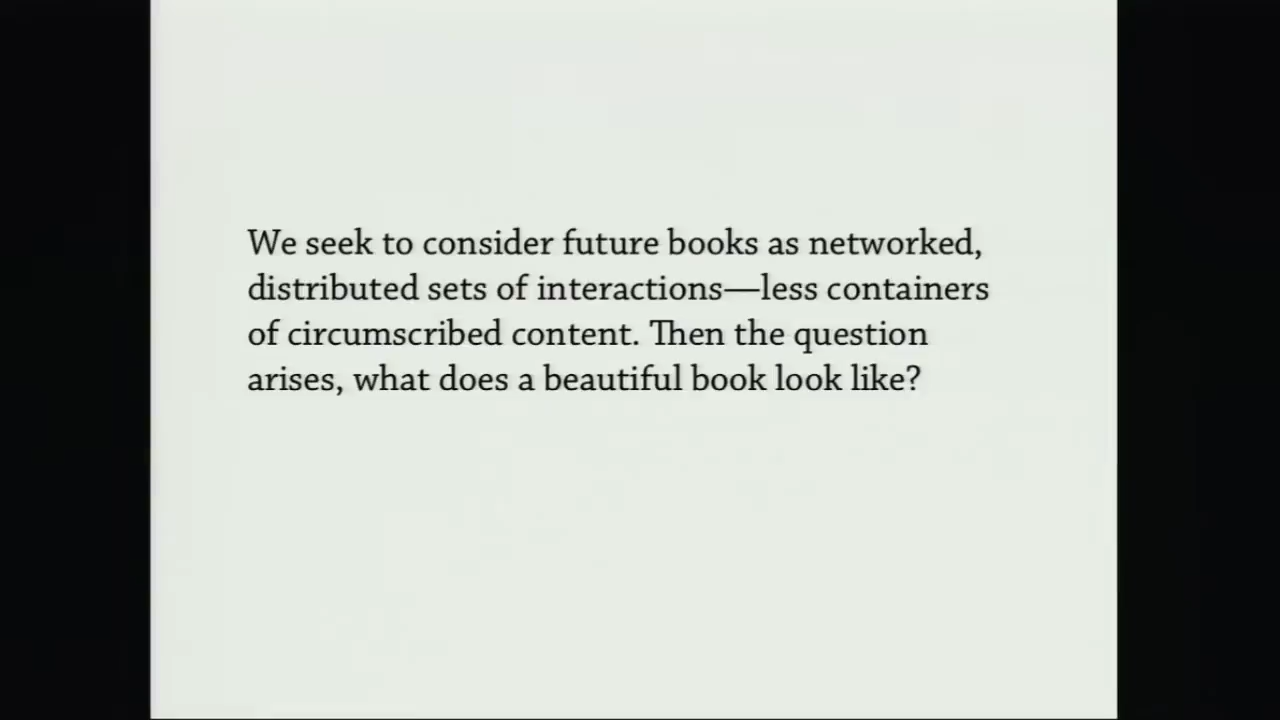 We seek to consider future books as networked,
distributed sets of interactions—less containers
of circumscribed content. Then the question
arises, what does a beautiful book look like?